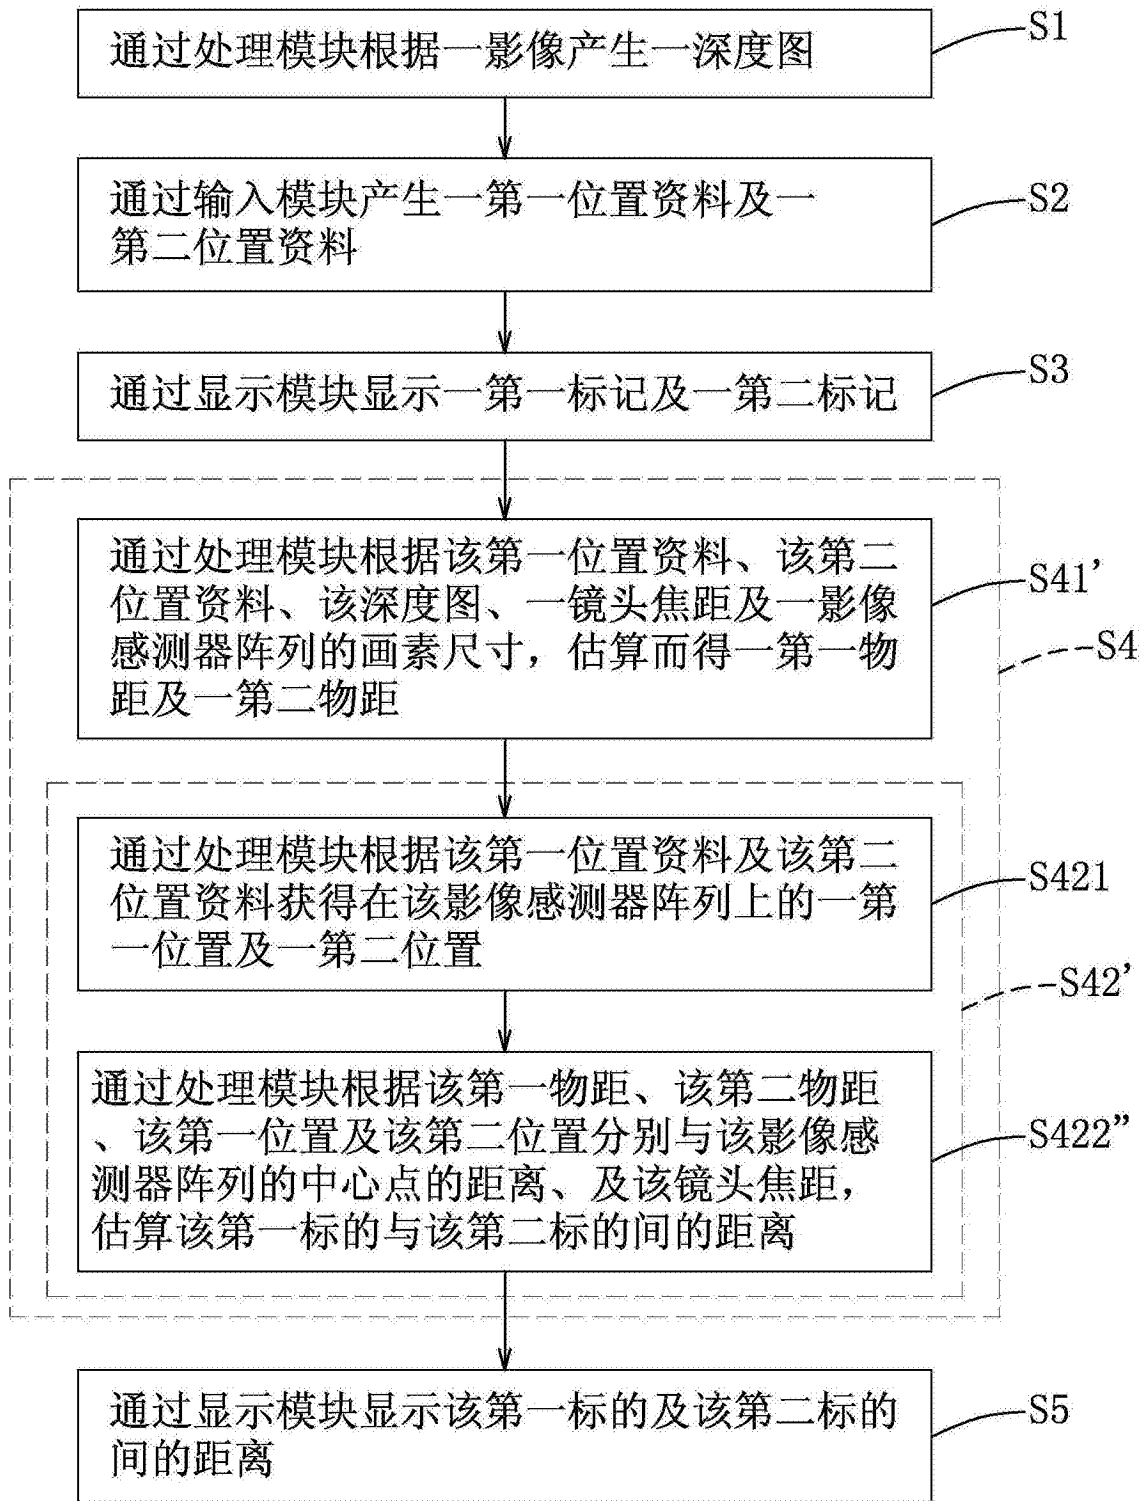 通过处理模块根据一影像产生一深度图
S1
通过输入模块产生一第一位置资料及一
第二位置资料
S2
通过显示模块显示一第一标记及一第二标记
S3
通过处理模块根据该第一位置资料、该第二
位置资料、该深度图、一镜头焦距及一影像
感测器阵列的画素尺寸，估算而得一第一物
距及一第二物距
S41'
S4
通过处理模块根据该第一位置资料及该第二
位置资料获得在该影像感测器阵列上的一第
一位置及一第二位置
S421
S42'
通过处理模块根据该第一物距、该第二物距
、该第一位置及该第二位置分别与该影像感
测器阵列的中心点的距离、及该镜头焦距，
估算该第一标的与该第二标的间的距离
S422"
通过显示模块显示该第一标的及该第二标的
间的距离
S5